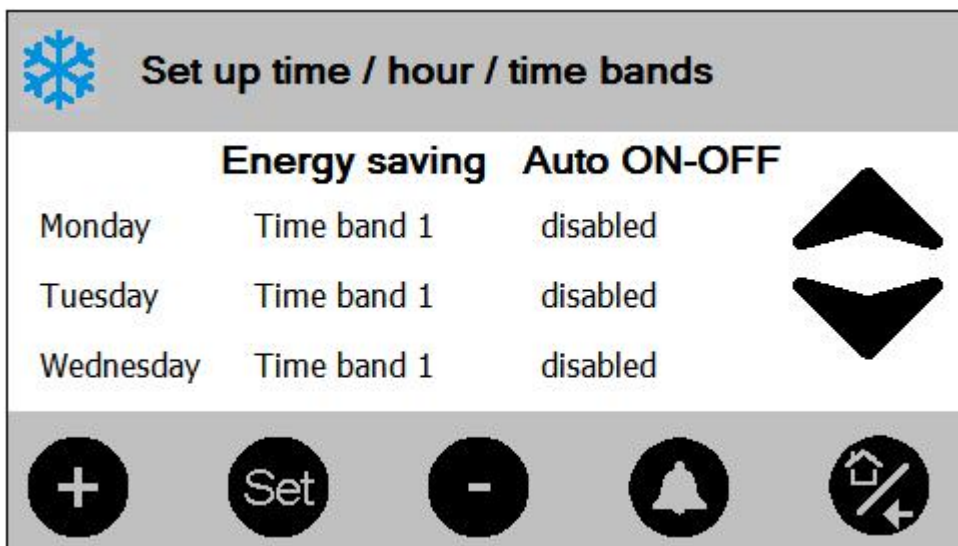 Set up time / hour / time bands
Energy saving Auto ON-OFF
Monday Time band 1 disabled
Tuesday Time band 1 disabled
Wednesday Time band 1 disabled
+ Set -